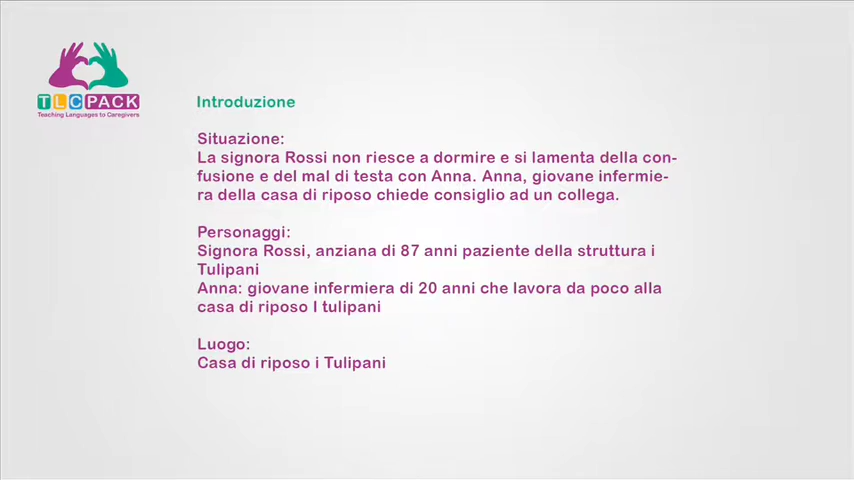 TLC PACK
Teaching Languages to Caregivers
Introduzione
Situazione:
La signora Rossi non riesce a dormire e si lamenta della con-
fusione e del mal di testa con Anna. Anna, giovane infermie-
ra della casa di riposo chiede consiglio ad un collega.
Personaggi:
Signora Rossi, anziana di 87 anni paziente della struttura i
Tulipani
Anna: giovane infermiera di 20 anni che lavora da poco alla
casa di riposo I tulipani
Luogo:
Casa di riposo i Tulipani